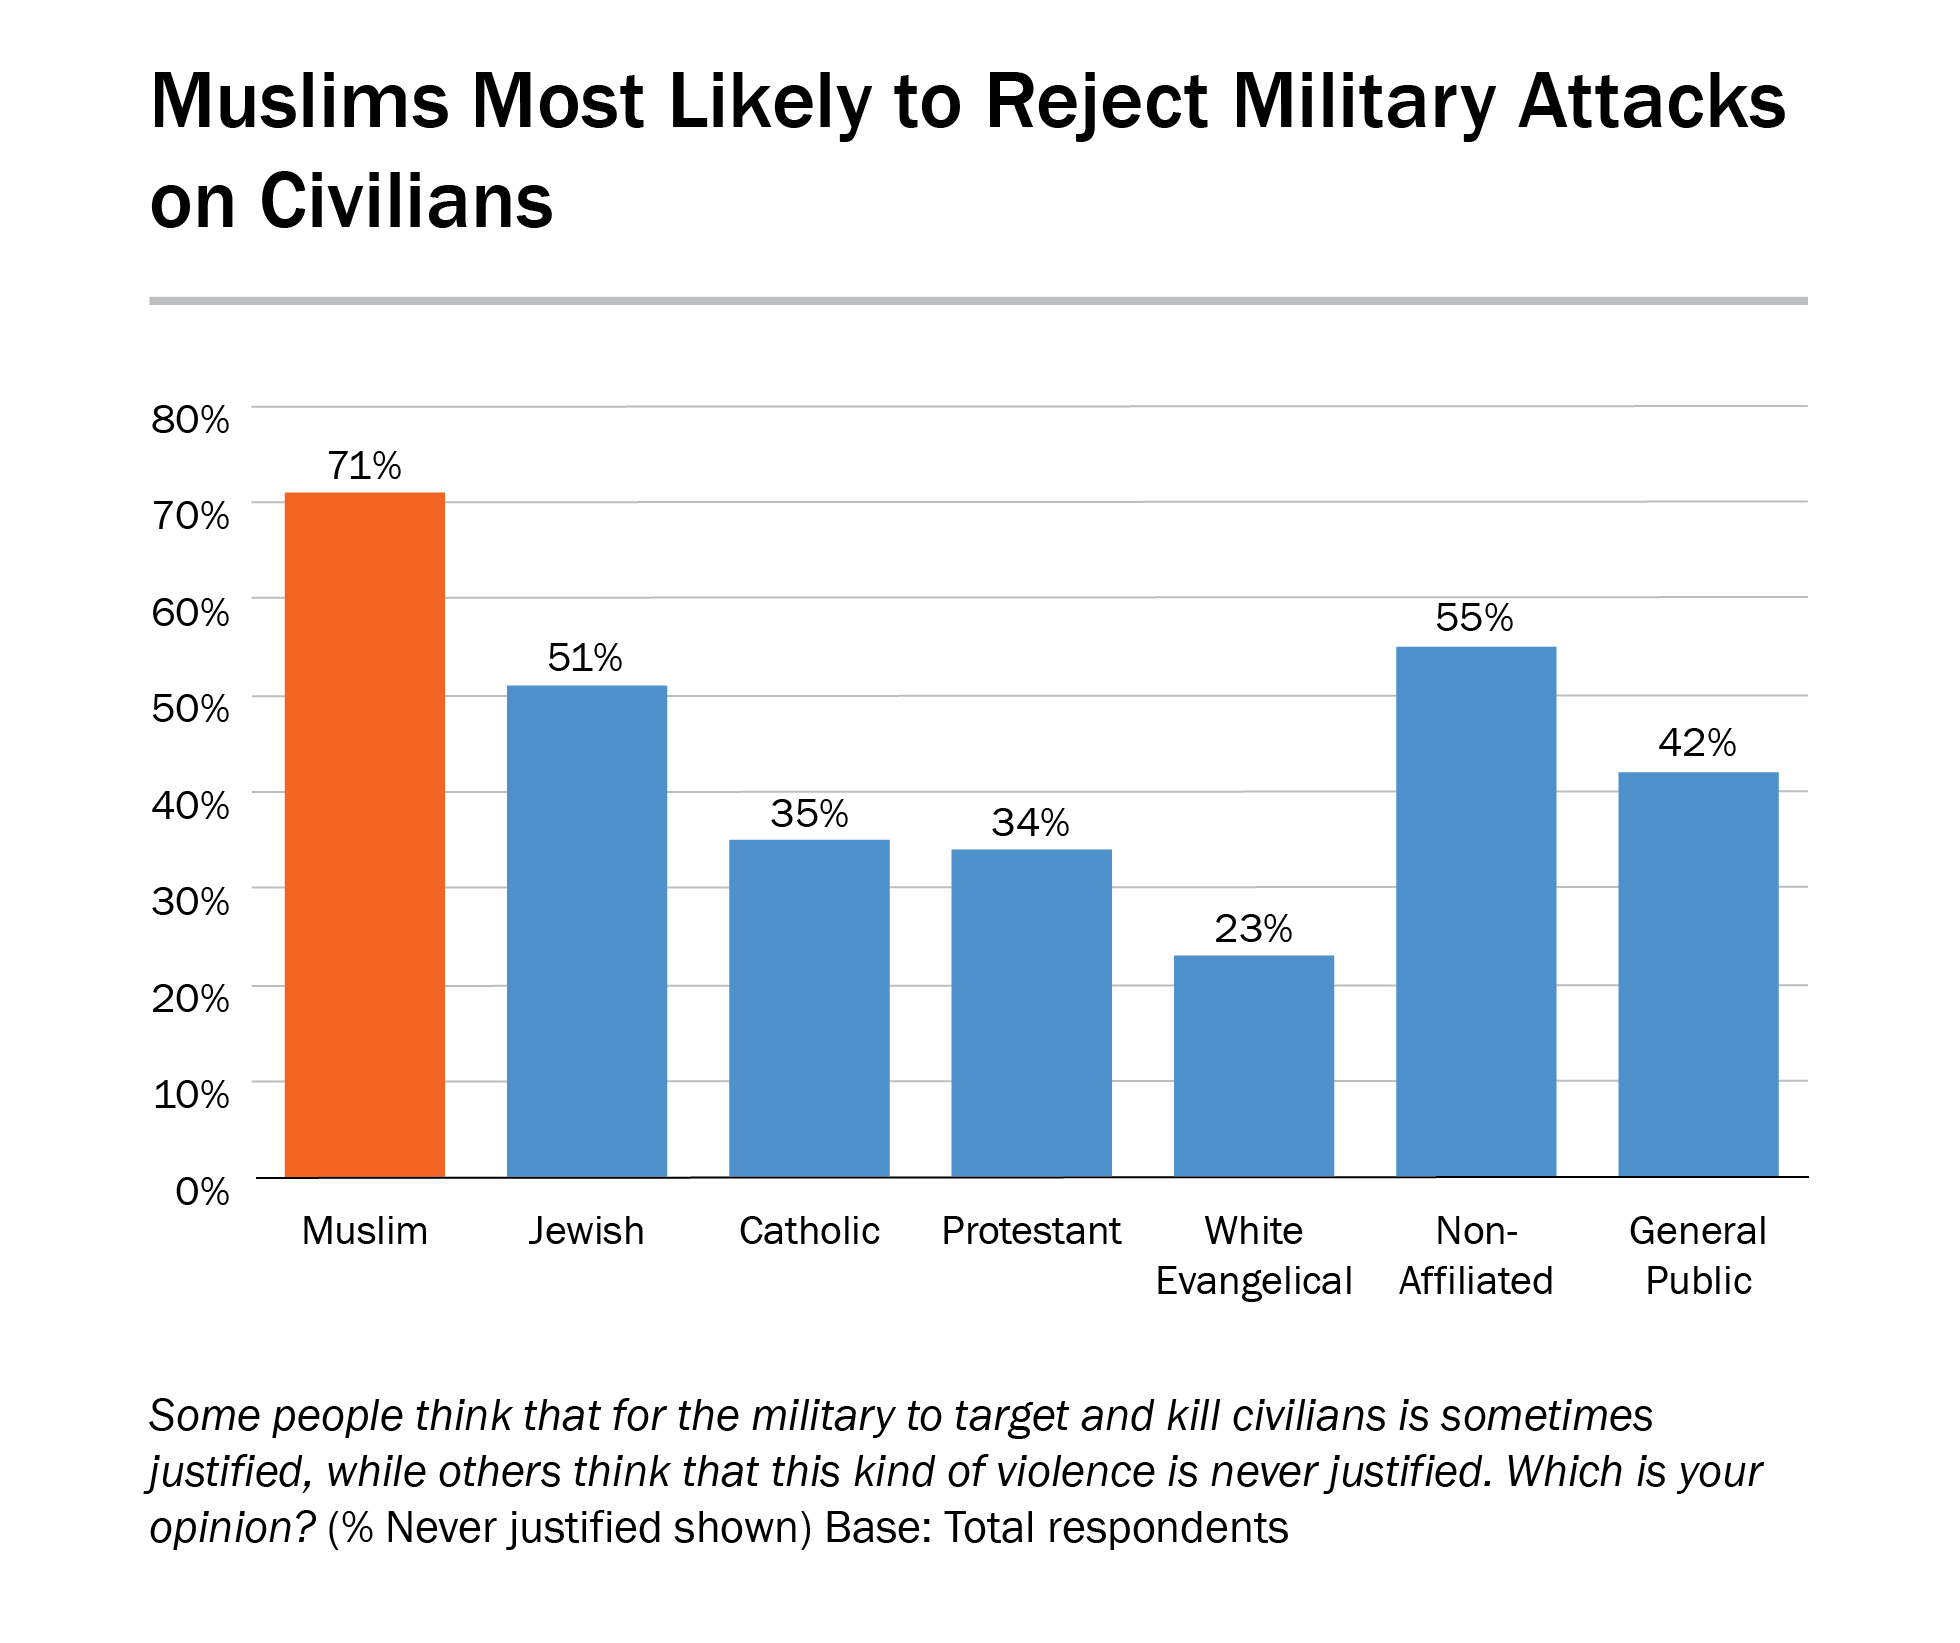 Muslims Most Likely to Reject Military Attacks
on Civilians
80%
70%
60%
50%
40%
30%
20%
10%
0%
71%
51%
35%
34%
23%
55%
42%
Muslim
Jewish
Catholic
Protestant
White
Evangelical
Non-
Affiliated
General
Public
Some people think that for the military to target and kill civilians is sometimes
justified, while others think that this kind of violence is never justified. Which is your
opinion? (% Never justified shown) Base: Total respondents